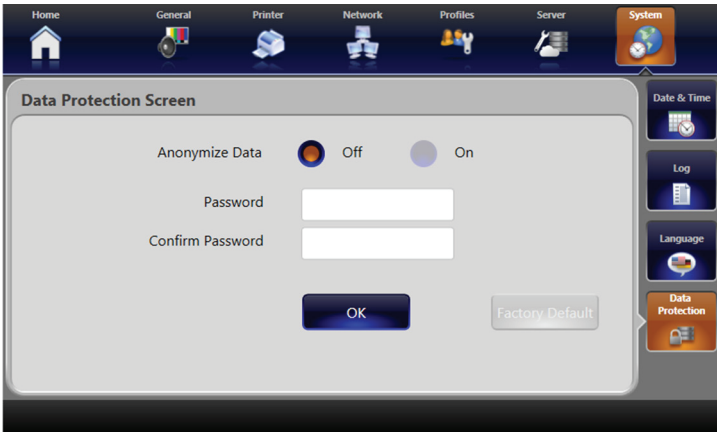 Home General Printer Network Profiles Server System
Data Protection Screen
Date & Time
Anonymize Data Off On
Log
Password
Confirm Password
Language
Data
Protection
OK Factory Default